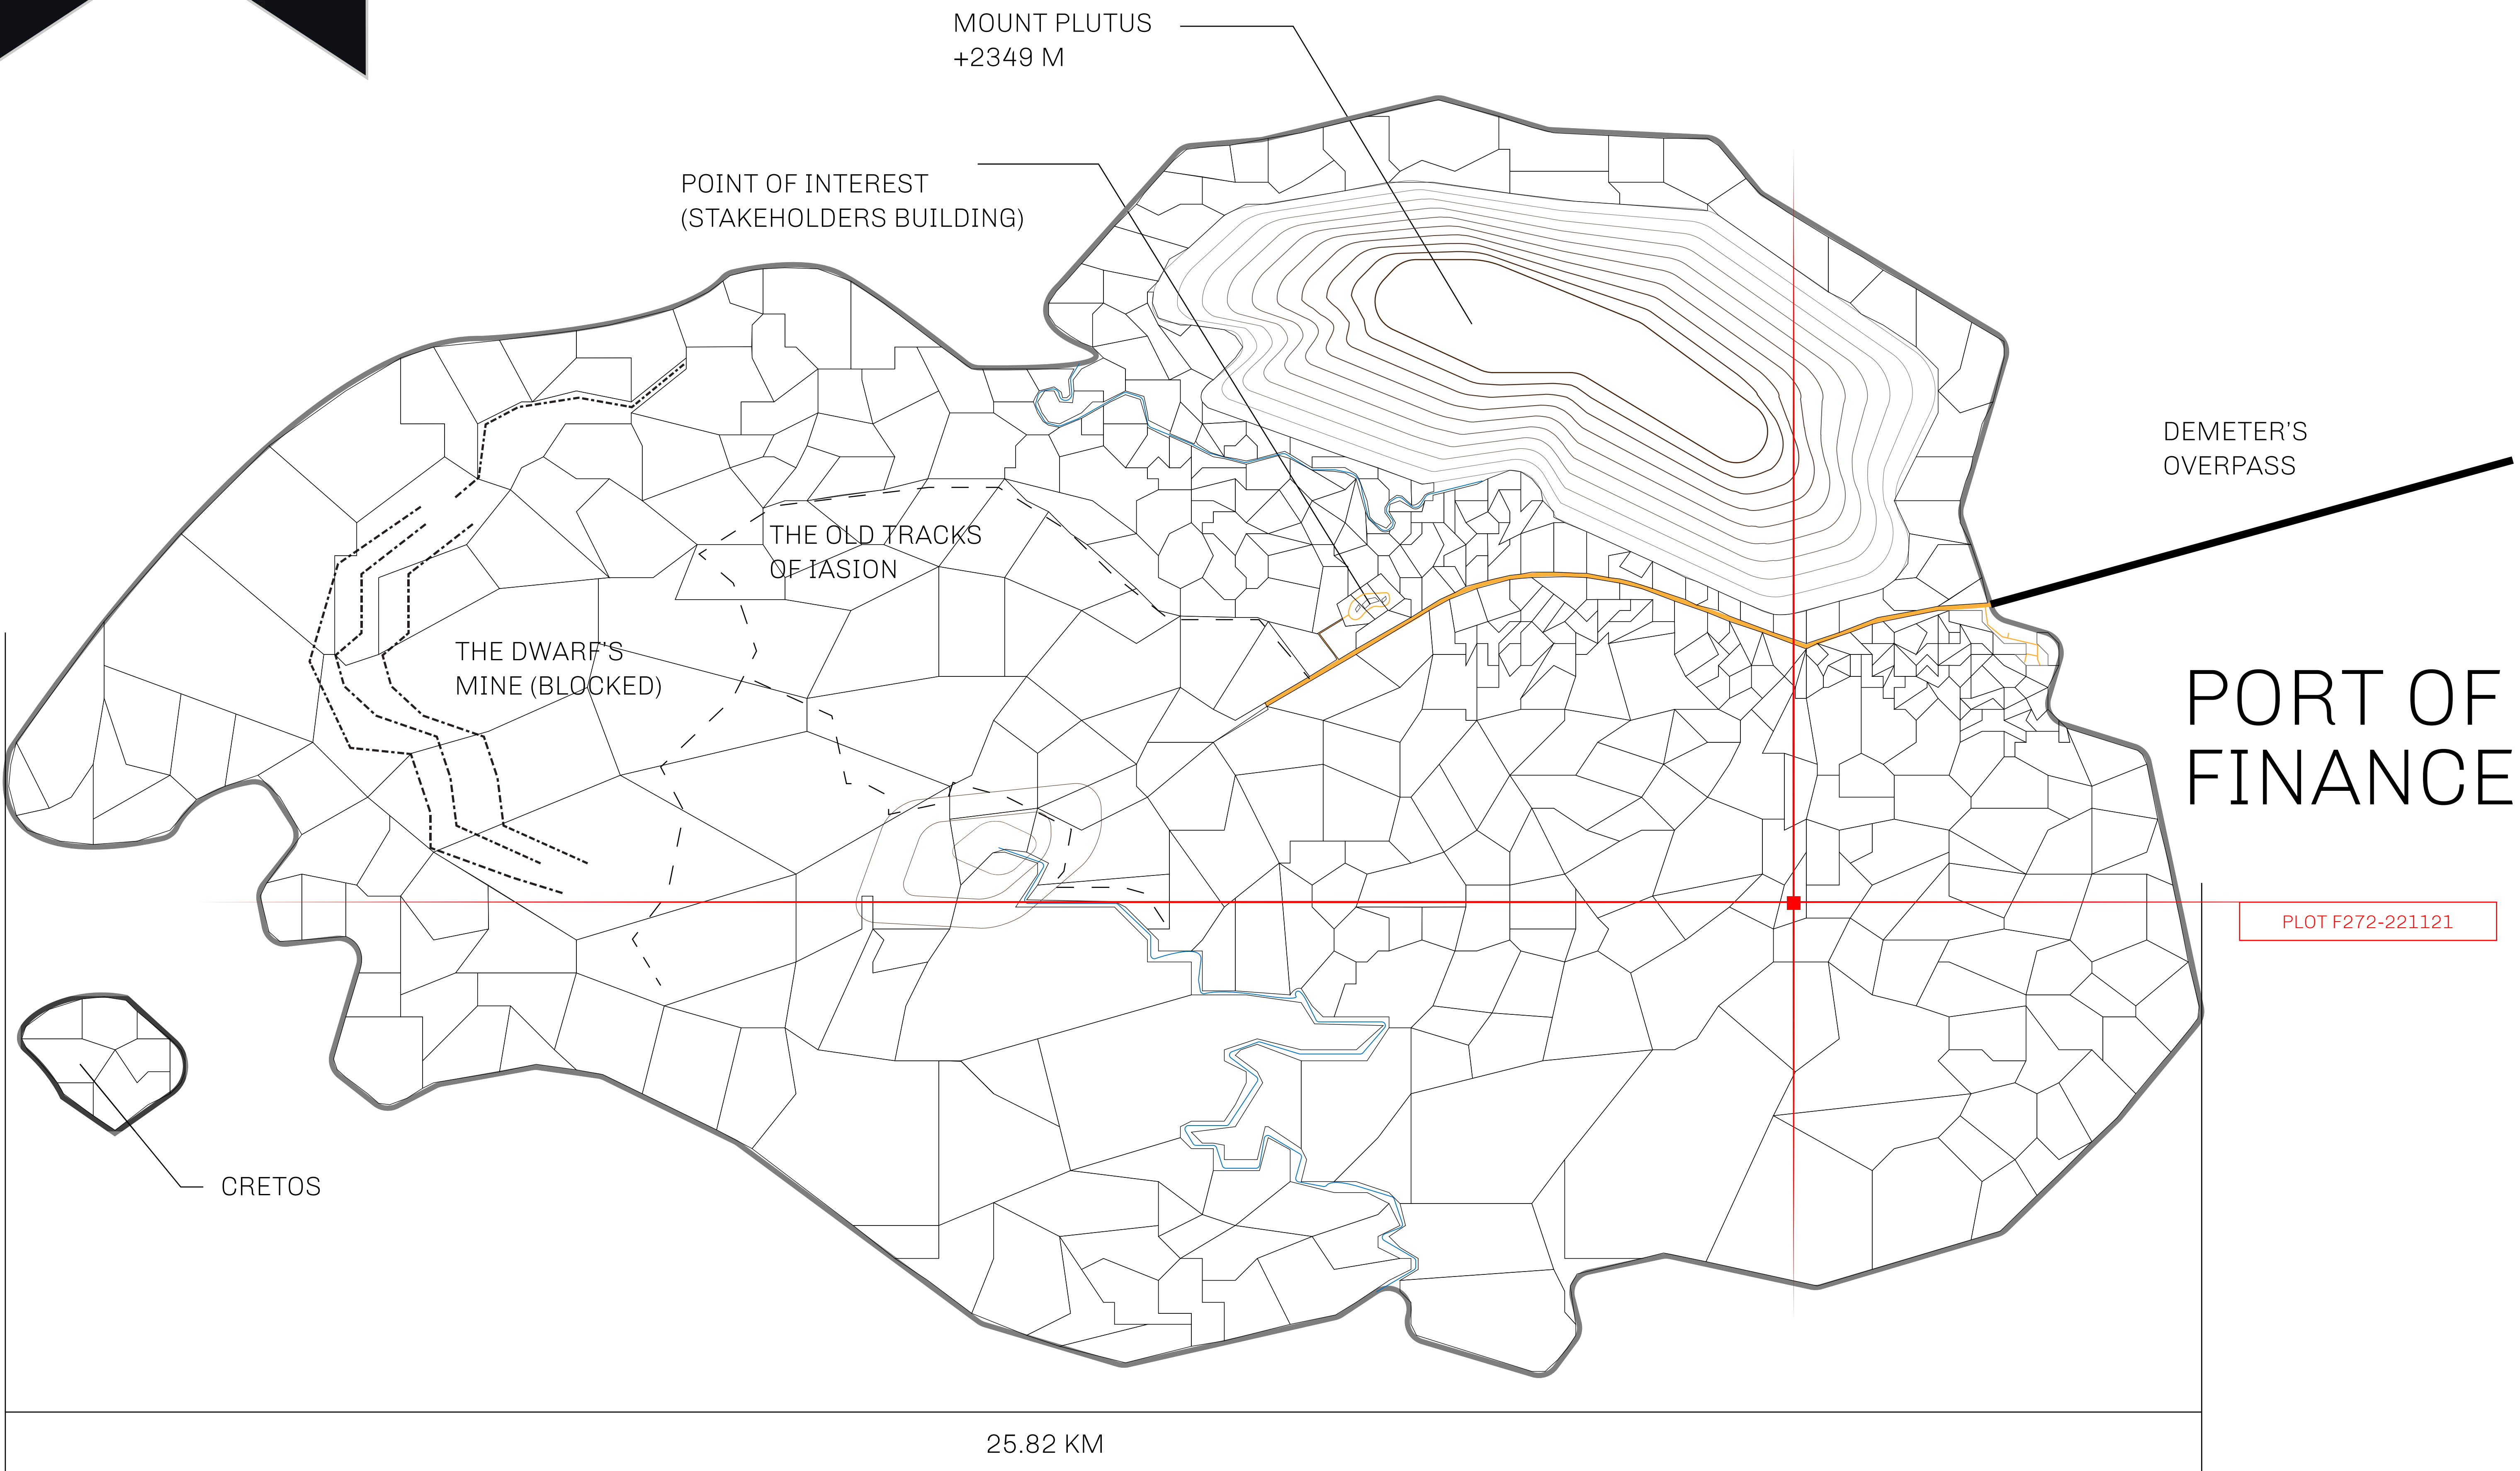 MOUNT PLUTUS
+2349 M
POINT OF INTEREST
(STAKEHOLDERS BUILDING)
DEMETER'S
OVERPASS
THE OLD TRACKS
OF IASION
THE DWARF'S
MINE (BLOCKED)
PORT OF
FINANCE
PLOT F272-221121
CRETOS
25.82 KM